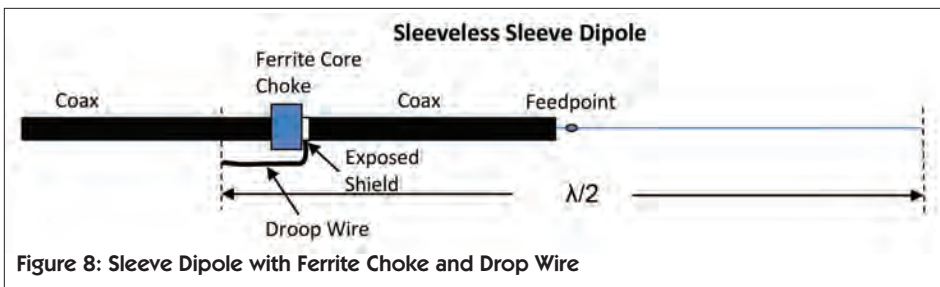 Sleeveless Sleeve Dipole
Ferrite Core
Choke
Coax
Coax
Feedpoint
Exposed
Shield
λ/2
Droop Wire
Figure 8: Sleeve Dipole with Ferrite Choke and Drop Wire